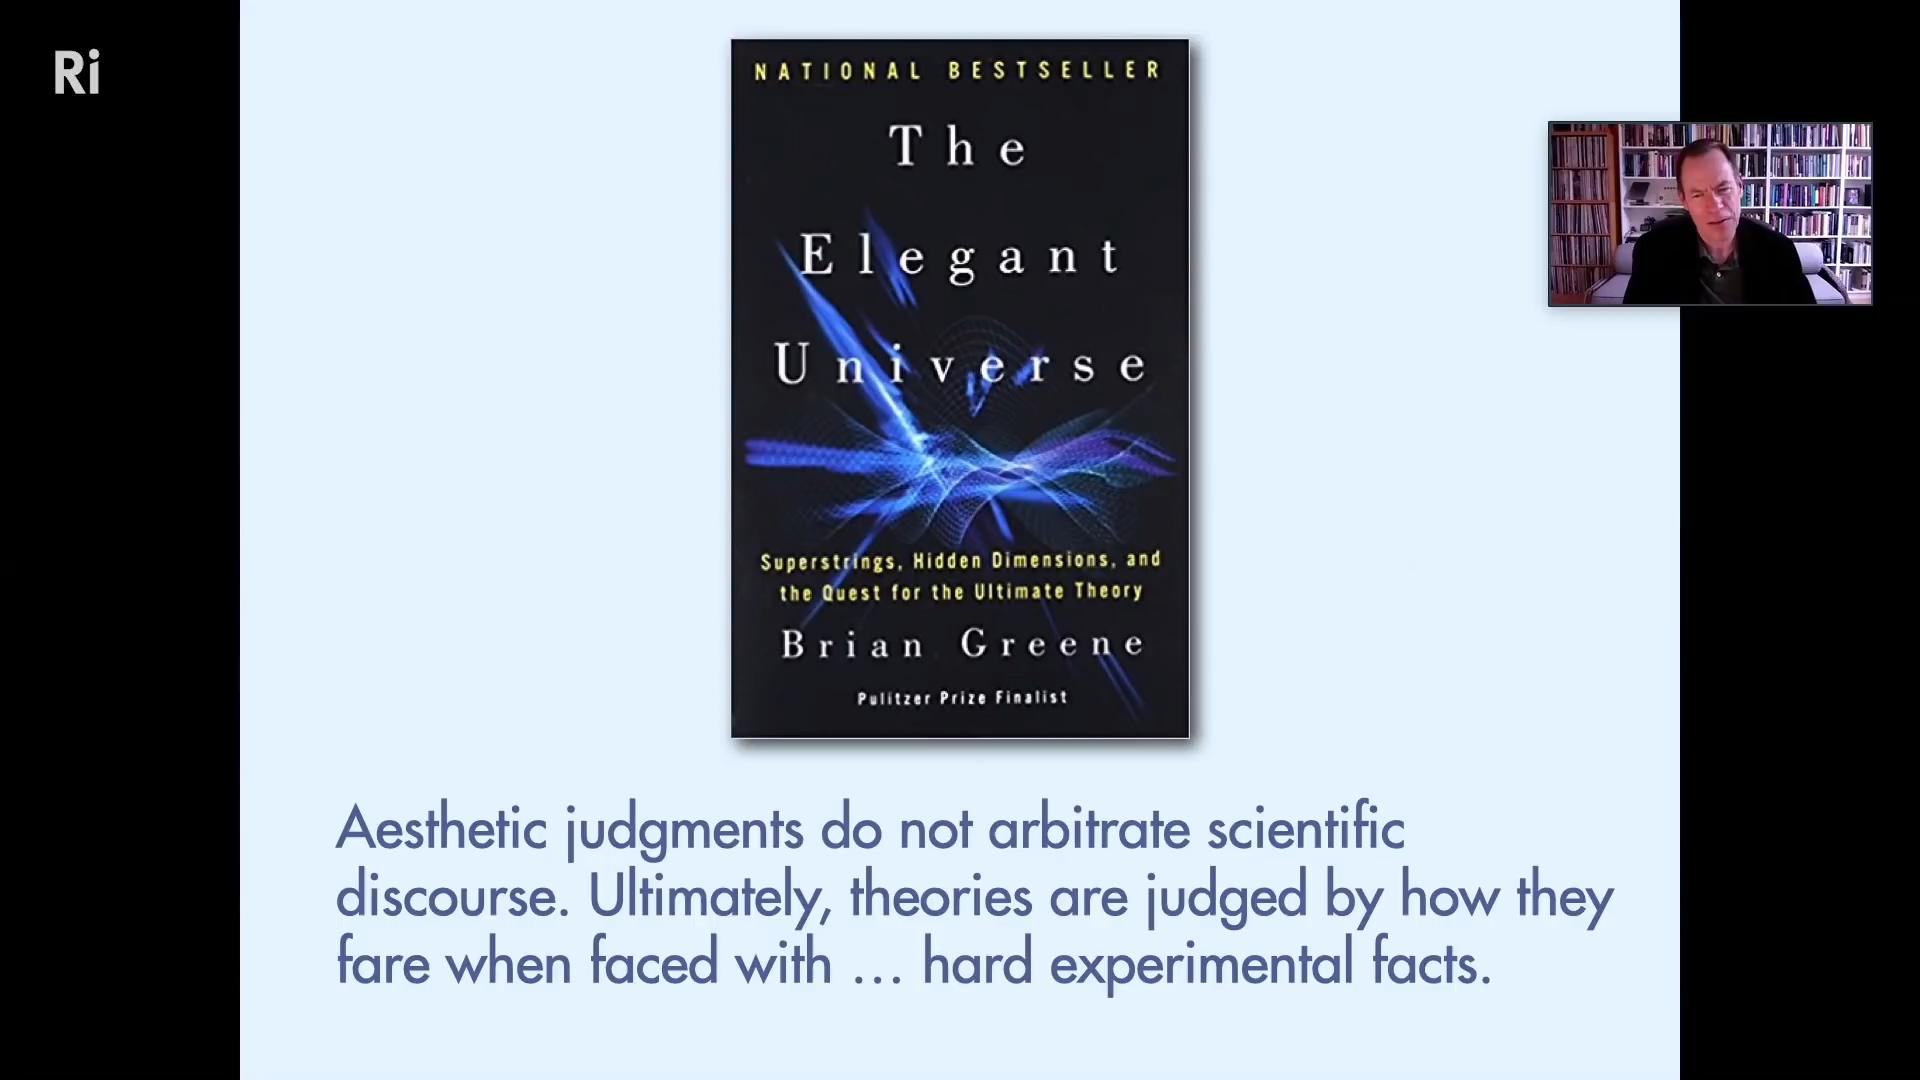 Ri
NATIONAL BESTSELLER
The
Elegant
Universe
Superstrings, Hidden Dimensions, and
the Quest for the Ultimate Theory
Brian Greene
Pulitzer Prize Finalist
Aesthetic judgments do not arbitrate scientific
discourse. Ultimately, theories are judged by how they
fare when faced with … hard experimental facts.